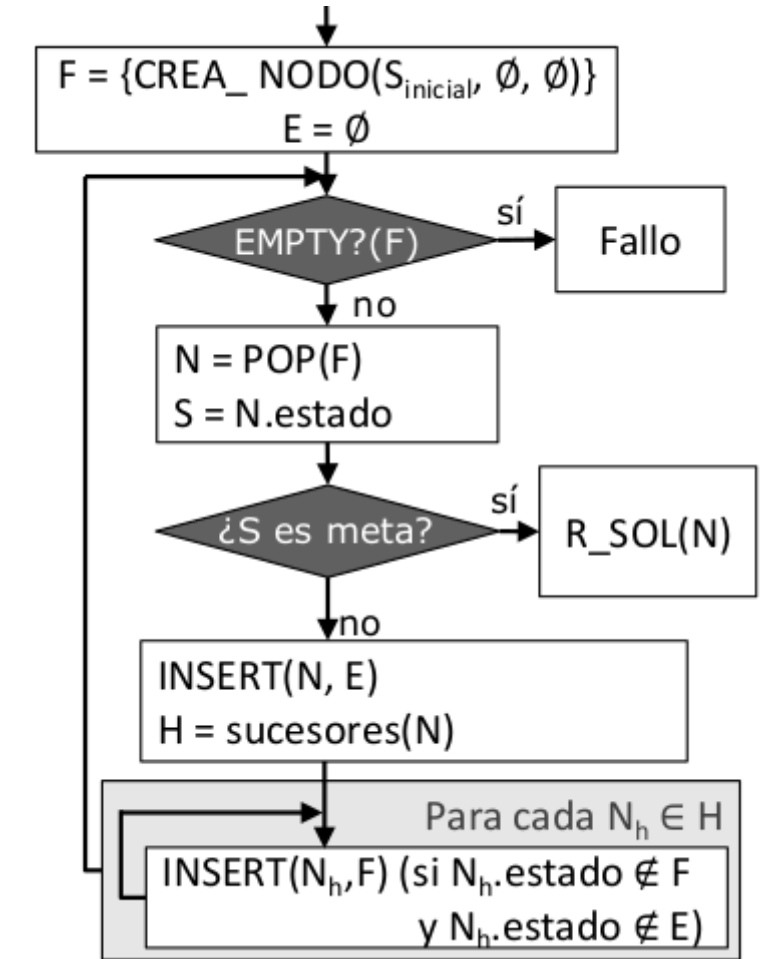 F = {CREA_ NODO(S_inicial, Ø, Ø)}
E = Ø
EMPTY?(F)
sí
Fallo
no
N = POP(F)
S = N.estado
¿S es meta?
sí
R_SOL(N)
no
INSERT(N, E)
H = sucesores(N)
Para cada N_h ∈ H
INSERT(N_h,F) (si N_h.estado ∉ F
y N_h.estado ∉ E)